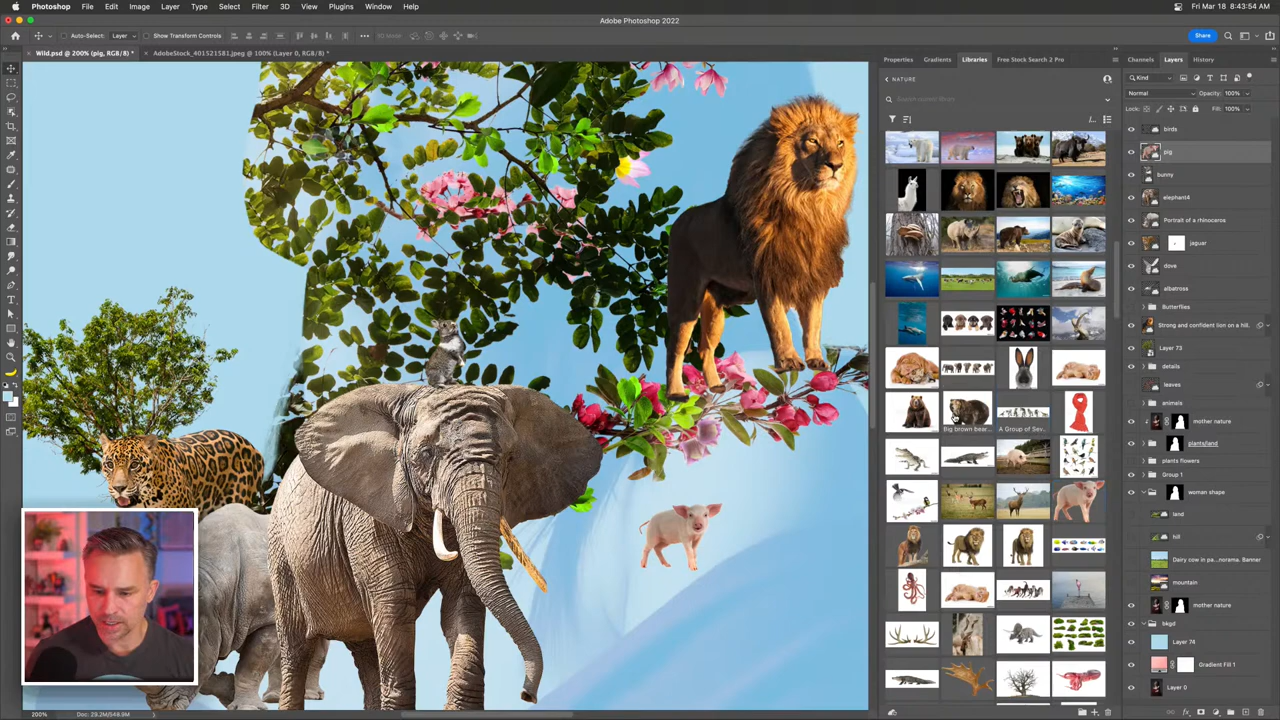 Photoshop File Edit Image Layer Type Select Filter 3D View Plugins Window Help
Fri Mar 18 8:43:54 AM
Adobe Photoshop 2022
Auto-Select: Layer Show Transform Controls
Share
Wild.psd @ 200% (pig, RGB/8) *
AdobeStock_401521581.jpeg @ 100% (Layer 0, RGB/8) *
Properties Gradients Libraries Free Stock Search 2 Pro
NATURE
Big brown bear...
A Group of Sev...
Channels Layers History
Kind
Normal Opacity: 100%
Lock: Fill: 100%
birds
pig
bunny
elephant4
Portrait of a rhinoceros
jaguar
dove
albatross
Butterflies
Strong and confident lion on a hill.
Layer 73
details
leaves
animals
mother nature
plants/land
plants flowers
Group 1
woman shape
land
hill
Dairy cow in pa...norama. Banner
mountain
mother nature
bkgd
Layer 74
Gradient Fill 1
Layer 0
200% Doc: 29.2M/548.9M